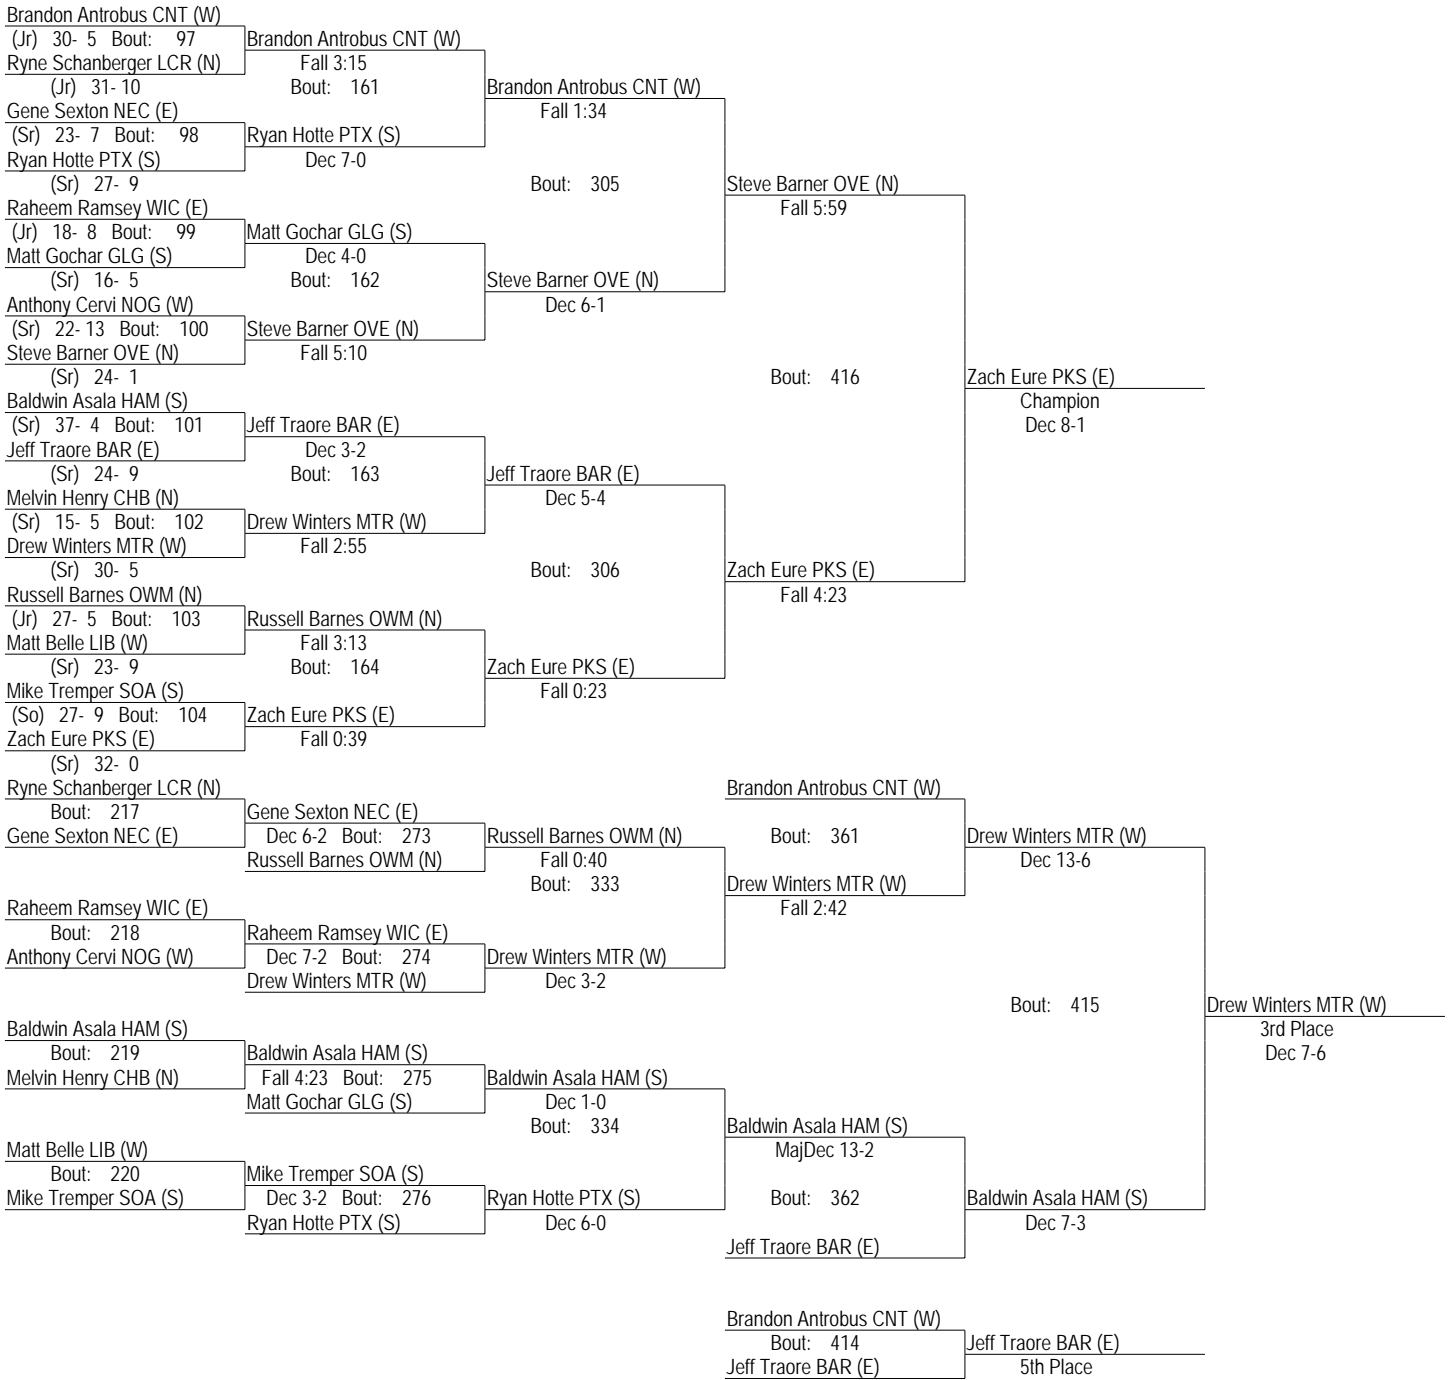 Brandon Antrobus CNT (W)
(Jr) 30- 5 Bout: 97
Brandon Antrobus CNT (W)
Ryne Schanberger LCR (N)
Fall 3:15
(Jr) 31- 10
Bout: 161
Brandon Antrobus CNT (W)
Gene Sexton NEC (E)
Fall 1:34
(Sr) 23- 7 Bout: 98
Ryan Hotte PTX (S)
Ryan Hotte PTX (S)
Dec 7-0
(Sr) 27- 9
Bout: 305
Steve Barner OVE (N)
Raheem Ramsey WIC (E)
Fall 5:59
(Jr) 18- 8 Bout: 99
Matt Gochar GLG (S)
Matt Gochar GLG (S)
Dec 4-0
(Sr) 16- 5
Bout: 162
Steve Barner OVE (N)
Anthony Cervi NOG (W)
Dec 6-1
(Sr) 22- 13 Bout: 100
Steve Barner OVE (N)
Steve Barner OVE (N)
Fall 5:10
(Sr) 24- 1
Bout: 416
Zach Eure PKS (E)
Baldwin Asala HAM (S)
Champion
(Sr) 37- 4 Bout: 101
Jeff Traore BAR (E)
Dec 8-1
Jeff Traore BAR (E)
Dec 3-2
(Sr) 24- 9
Bout: 163
Jeff Traore BAR (E)
Melvin Henry CHB (N)
Dec 5-4
(Sr) 15- 5 Bout: 102
Drew Winters MTR (W)
Drew Winters MTR (W)
Fall 2:55
(Sr) 30- 5
Bout: 306
Zach Eure PKS (E)
Russell Barnes OWM (N)
Fall 4:23
(Jr) 27- 5 Bout: 103
Russell Barnes OWM (N)
Matt Belle LIB (W)
Fall 3:13
(Sr) 23- 9
Bout: 164
Zach Eure PKS (E)
Mike Tremper SOA (S)
Fall 0:23
(So) 27- 9 Bout: 104
Zach Eure PKS (E)
Zach Eure PKS (E)
Fall 0:39
(Sr) 32- 0
Ryne Schanberger LCR (N)
Brandon Antrobus CNT (W)
Bout: 217
Gene Sexton NEC (E)
Gene Sexton NEC (E)
Dec 6-2 Bout: 273
Russell Barnes OWM (N)
Bout: 361
Drew Winters MTR (W)
Russell Barnes OWM (N)
Fall 0:40
Dec 13-6
Bout: 333
Drew Winters MTR (W)
Raheem Ramsey WIC (E)
Fall 2:42
Bout: 218
Raheem Ramsey WIC (E)
Anthony Cervi NOG (W)
Dec 7-2 Bout: 274
Drew Winters MTR (W)
Drew Winters MTR (W)
Dec 3-2
Bout: 415
Drew Winters MTR (W)
Baldwin Asala HAM (S)
3rd Place
Bout: 219
Baldwin Asala HAM (S)
Dec 7-6
Melvin Henry CHB (N)
Fall 4:23 Bout: 275
Baldwin Asala HAM (S)
Matt Gochar GLG (S)
Dec 1-0
Bout: 334
Baldwin Asala HAM (S)
Matt Belle LIB (W)
MajDec 13-2
Bout: 220
Mike Tremper SOA (S)
Mike Tremper SOA (S)
Dec 3-2 Bout: 276
Ryan Hotte PTX (S)
Bout: 362
Baldwin Asala HAM (S)
Ryan Hotte PTX (S)
Dec 6-0
Dec 7-3
Jeff Traore BAR (E)
Brandon Antrobus CNT (W)
Bout: 414
Jeff Traore BAR (E)
Jeff Traore BAR (E)
5th Place